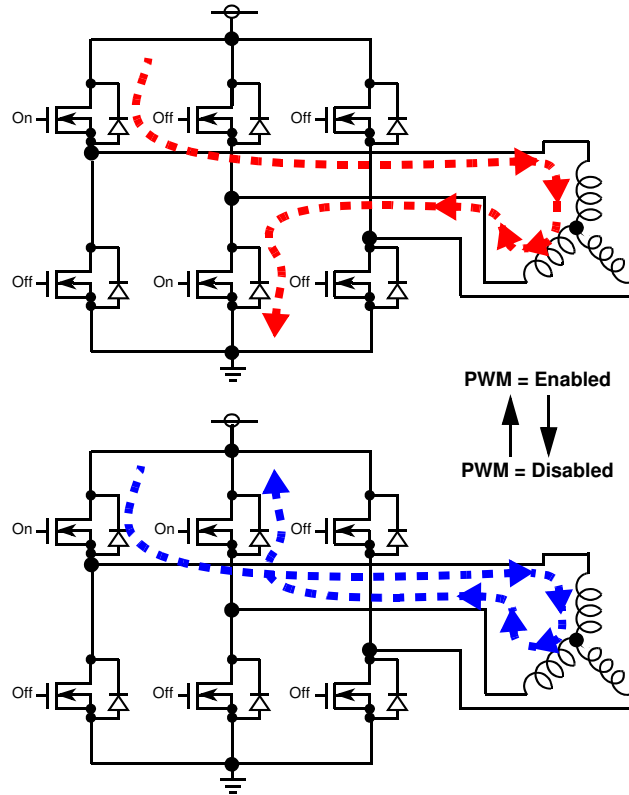 On
Off
Off
Off
On
Off
PWM = Enabled
PWM = Disabled
On
On
Off
Off
Off
Off